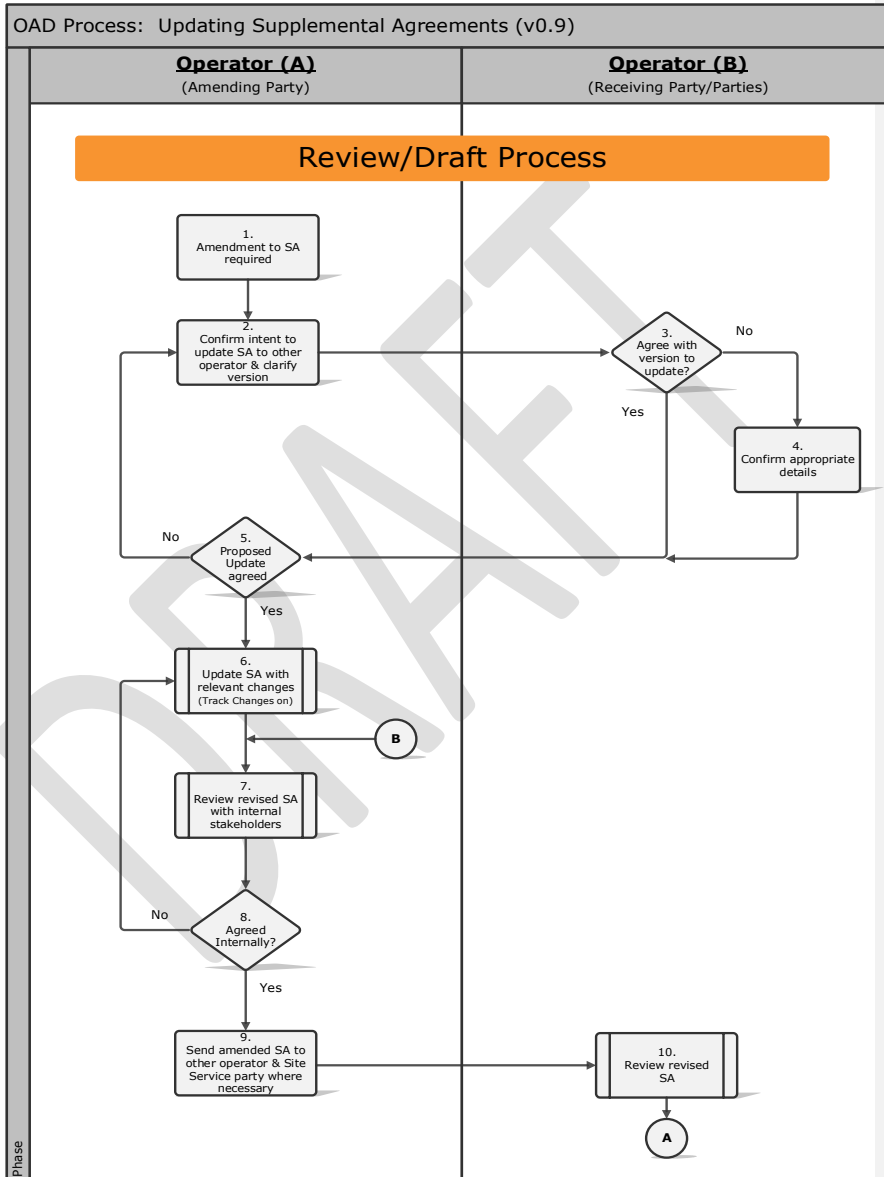 OAD Process:  Updating Supplemental Agreements (v0.9)
Operator (A)
(Amending Party)
Operator (B)
(Receiving Party/Parties)
Review/Draft Process
1.
Amendment to SA
required
2.
Confirm intent to
update SA to other
operator & clarify
version
3.
Agree with
version to
update?
No
Yes
4.
Confirm appropriate
details
No
5.
Proposed
Update
agreed
Yes
6.
Update SA with
relevant changes
(Track Changes on)
B
7.
Review revised SA
with internal
stakeholders
No
8.
Agreed
Internally?
Yes
9.
Send amended SA to
other operator & Site
Service party where
necessary
10.
Review revised
SA
A
Phase
DRAFT